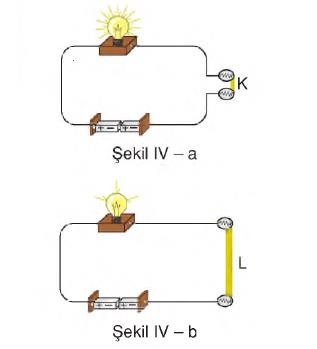 K
+ - + -
Şekil IV – a
L
+ - + -
Şekil IV – b